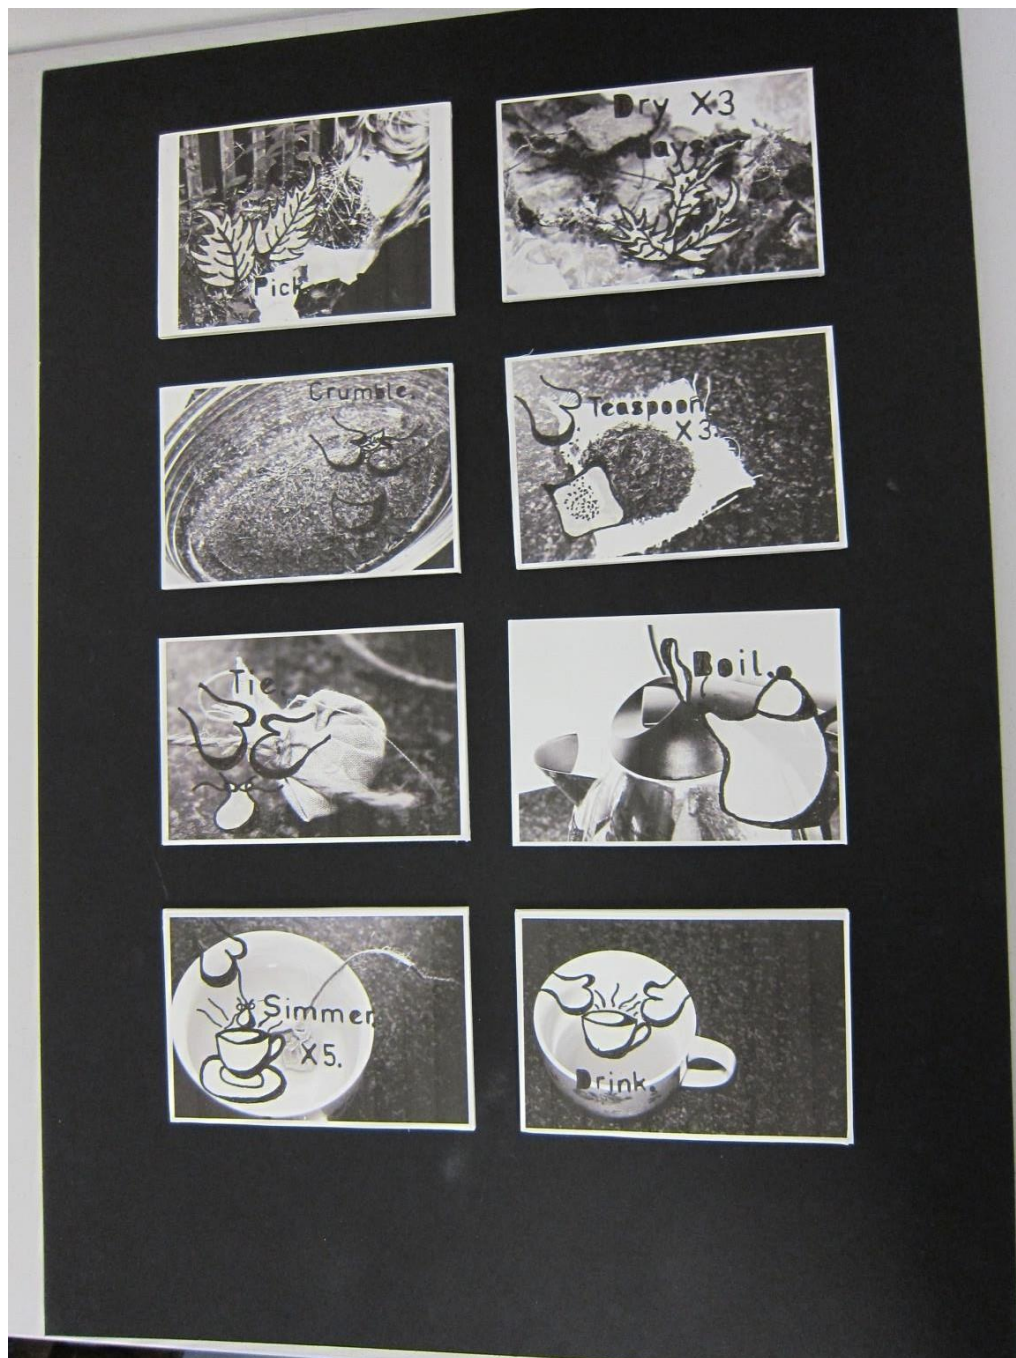 Pick.
Dry X3
days
Crumble.
Teaspoon
X3.
Tie.
Boil.
Simmer
X5.
Drink.